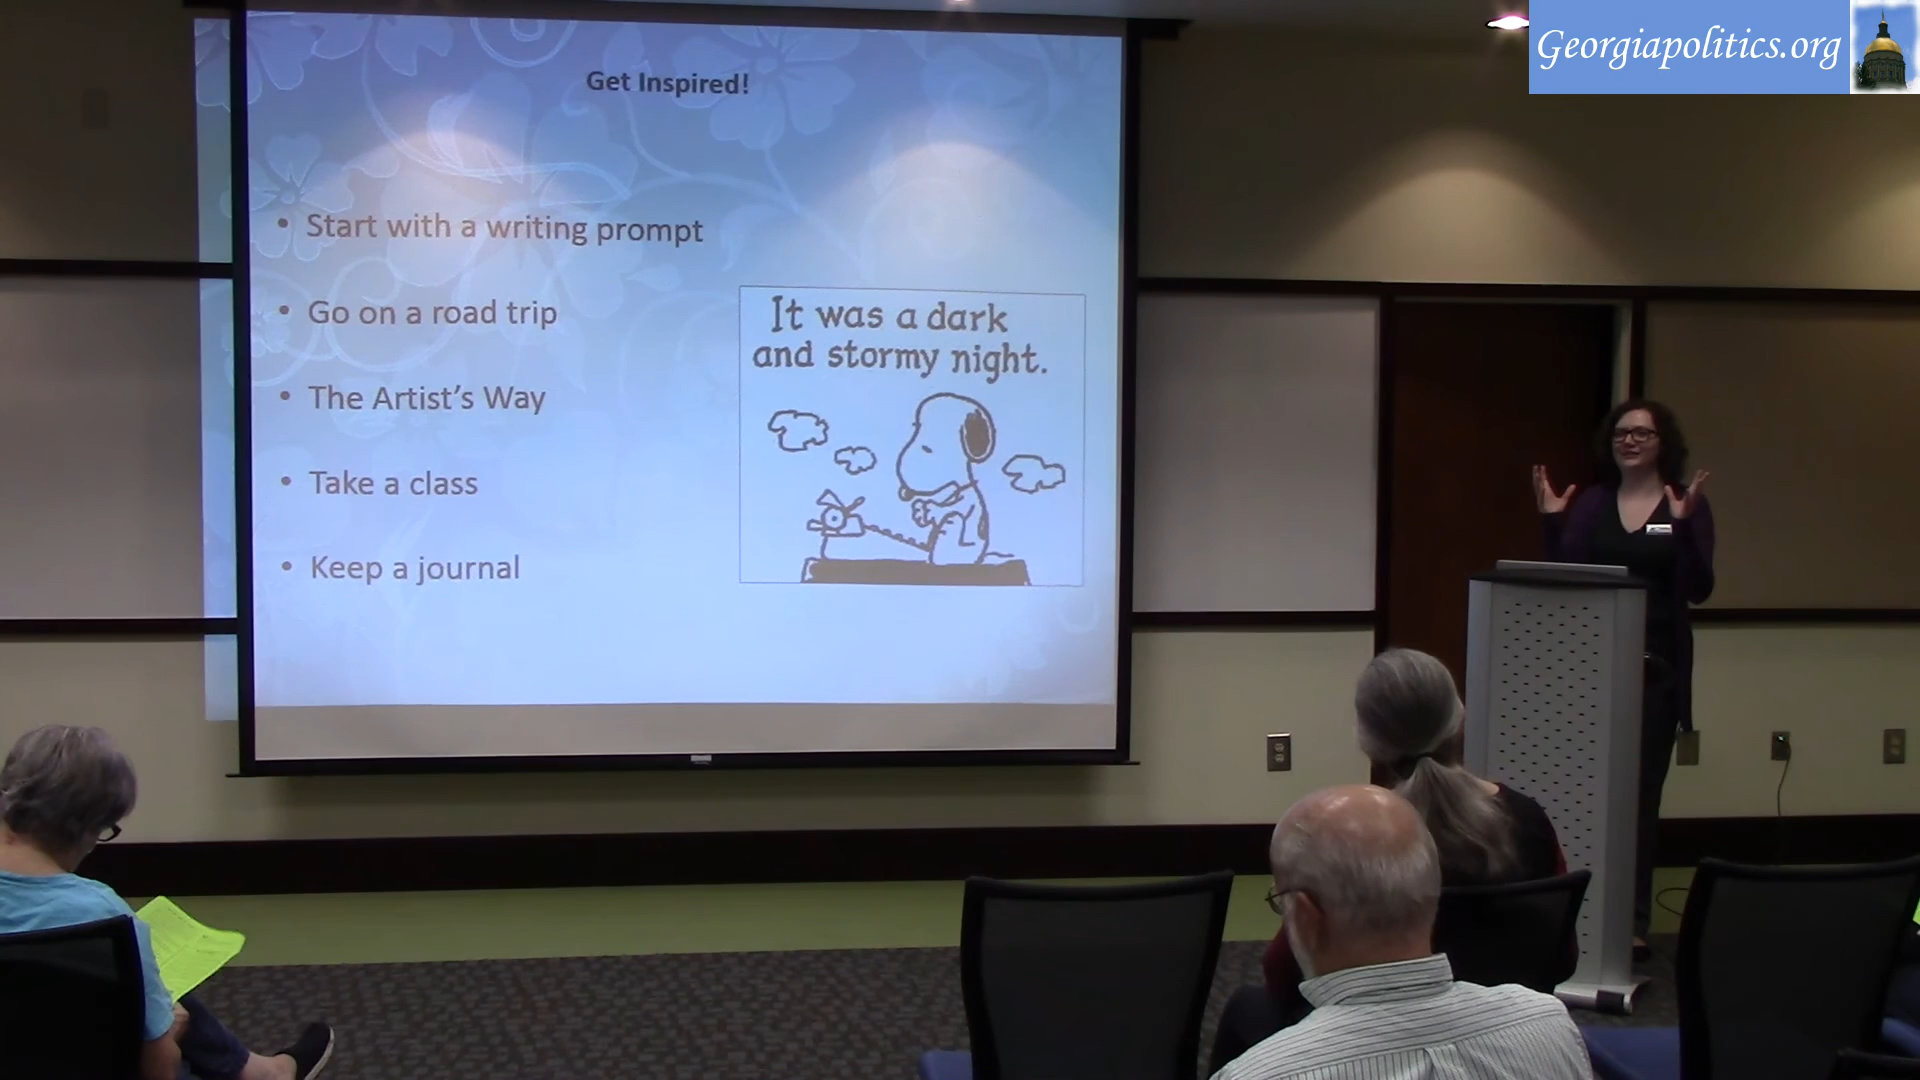 Georgiapolitics.org
Get Inspired!
• Start with a writing prompt
• Go on a road trip
• The Artist's Way
• Take a class
• Keep a journal
It was a dark
and stormy night.